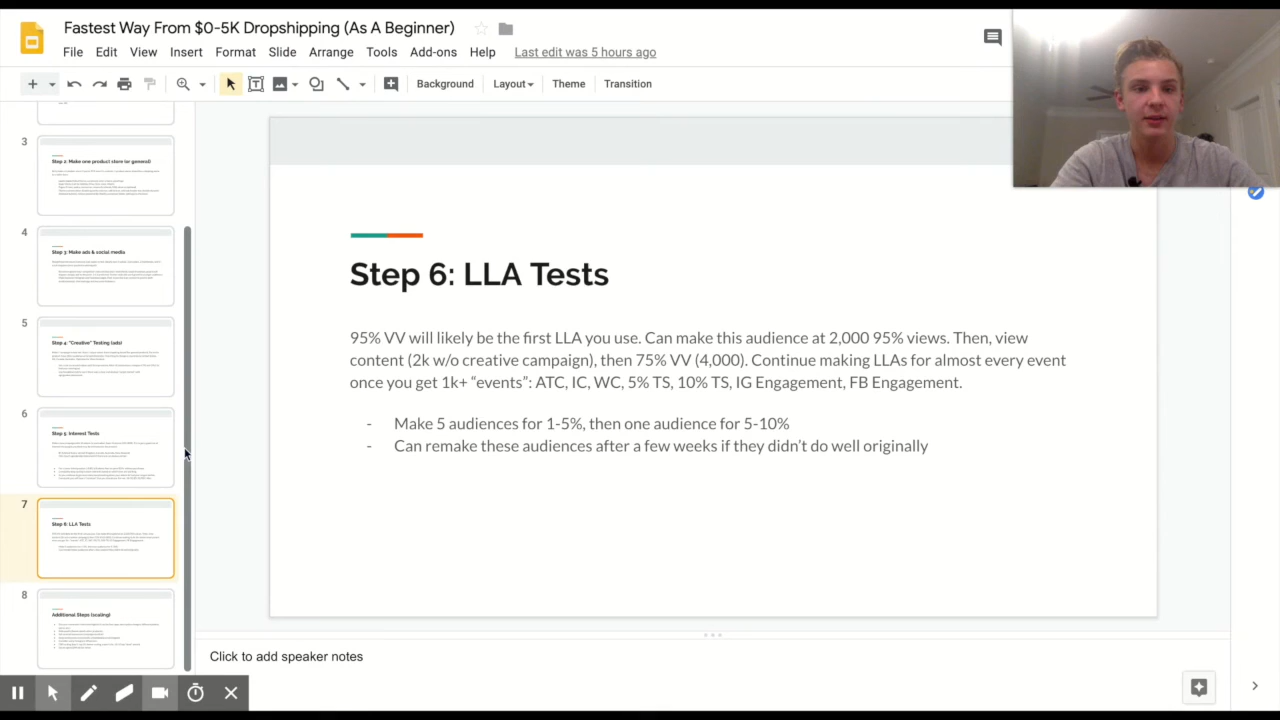 Fastest Way From $0-5K Dropshipping (As A Beginner)
File Edit View Insert Format Slide Arrange Tools Add-ons Help Last edit was 5 hours ago
Background Layout Theme Transition
3
Step 2: Make one product store (or general)
4
Step 3: Make ads & social media
5
Step 4: "Creative" Testing (ads)
6
Step 5: Interest Tests
7
Step 6: LLA Tests
8
Additional Steps (scaling)
Step 6: LLA Tests
95% VV will likely be the first LLA you use. Can make this audience at 2,000 95% views. Then, view
content (2k w/o creative campaign), then 75% VV (4,000). Continue making LLAs for almost every event
once you get 1k+ “events”: ATC, IC, WC, 5% TS, 10% TS, IG Engagement, FB Engagement.
- Make 5 audiences for 1-5%, then one audience for 5-10%
- Can remake these audiences after a few weeks if they didn’t do well originally
Click to add speaker notes